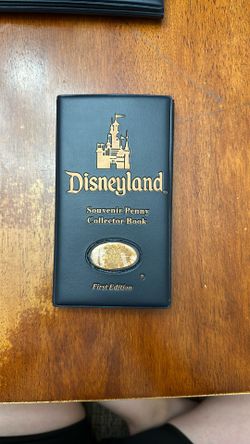 Disneyland
Souvenir Penny
Collector Book
First Edition